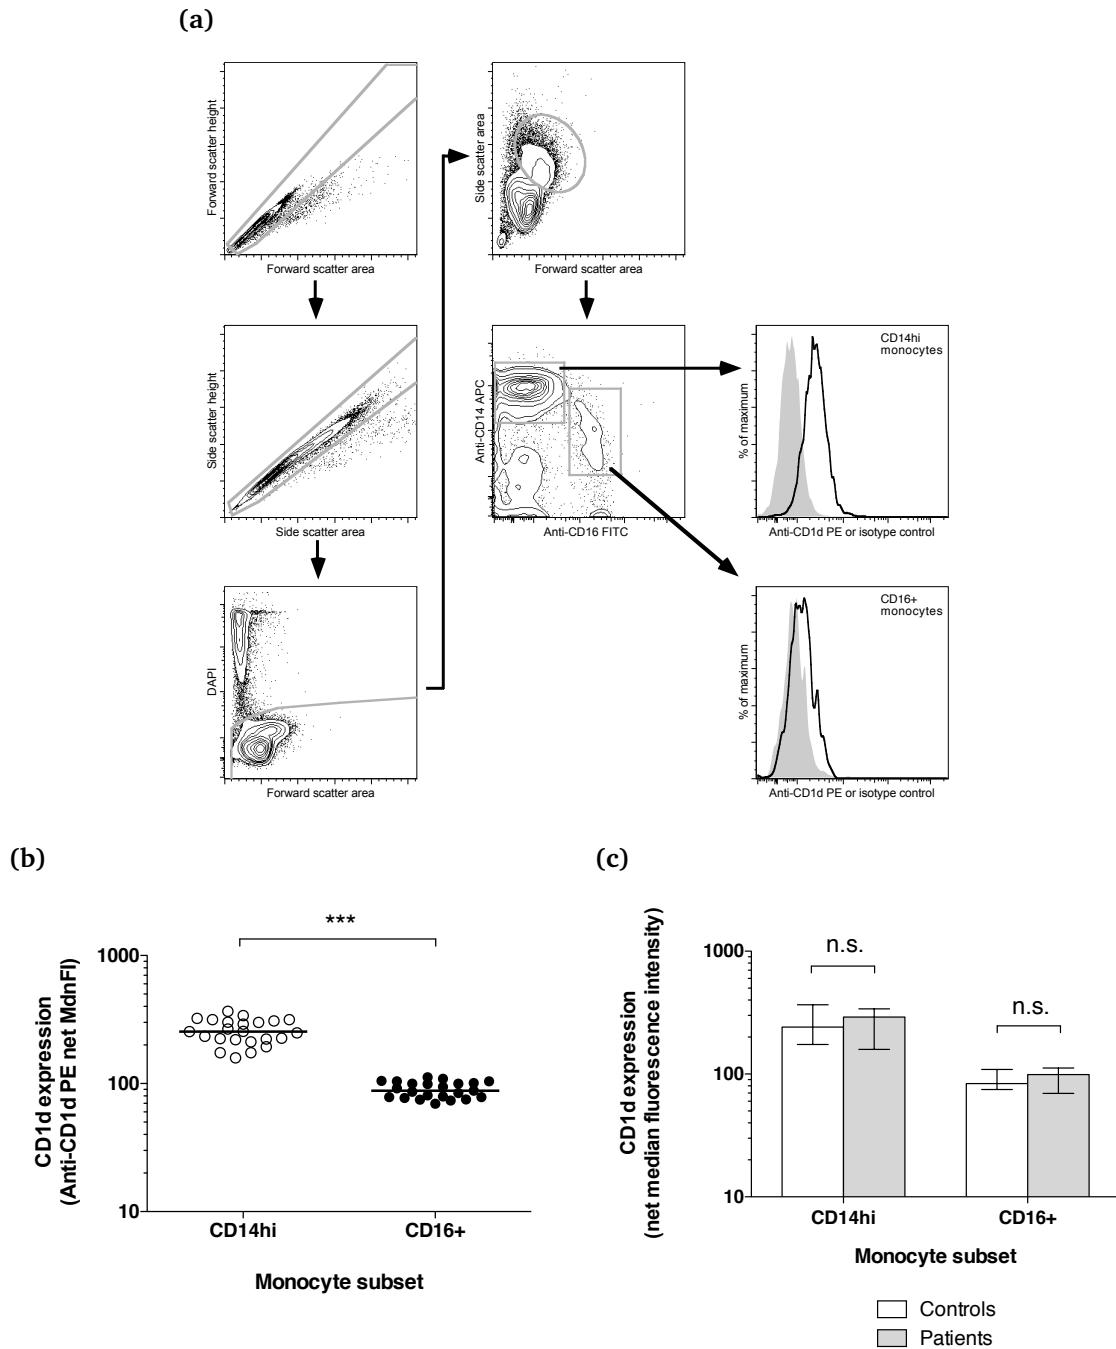 (a)
Forward scatter height
Forward scatter area
Side scatter area
Forward scatter area
Side scatter height
Side scatter area
Anti-CD14 APC
Anti-CD16 FITC
CD14hi
monocytes
% of maximum
Anti-CD1d PE or isotype control
DAPI
Forward scatter area
CD16+
monocytes
% of maximum
Anti-CD1d PE or isotype control
(b)
CD1d expression
(Anti-CD1d PE net MdnFI)
1000
100
10
***
CD14hi
CD16+
Monocyte subset
(c)
CD1d expression
(net median fluorescence intensity)
1000
100
10
n.s.
n.s.
CD14hi
CD16+
Monocyte subset
Controls
Patients